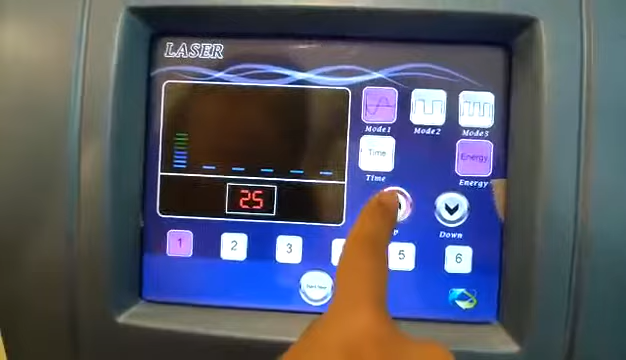 LASER
Mode1 Mode2 Mode3
Time Energy
Time Energy
25
Down
1 2 3 5 6